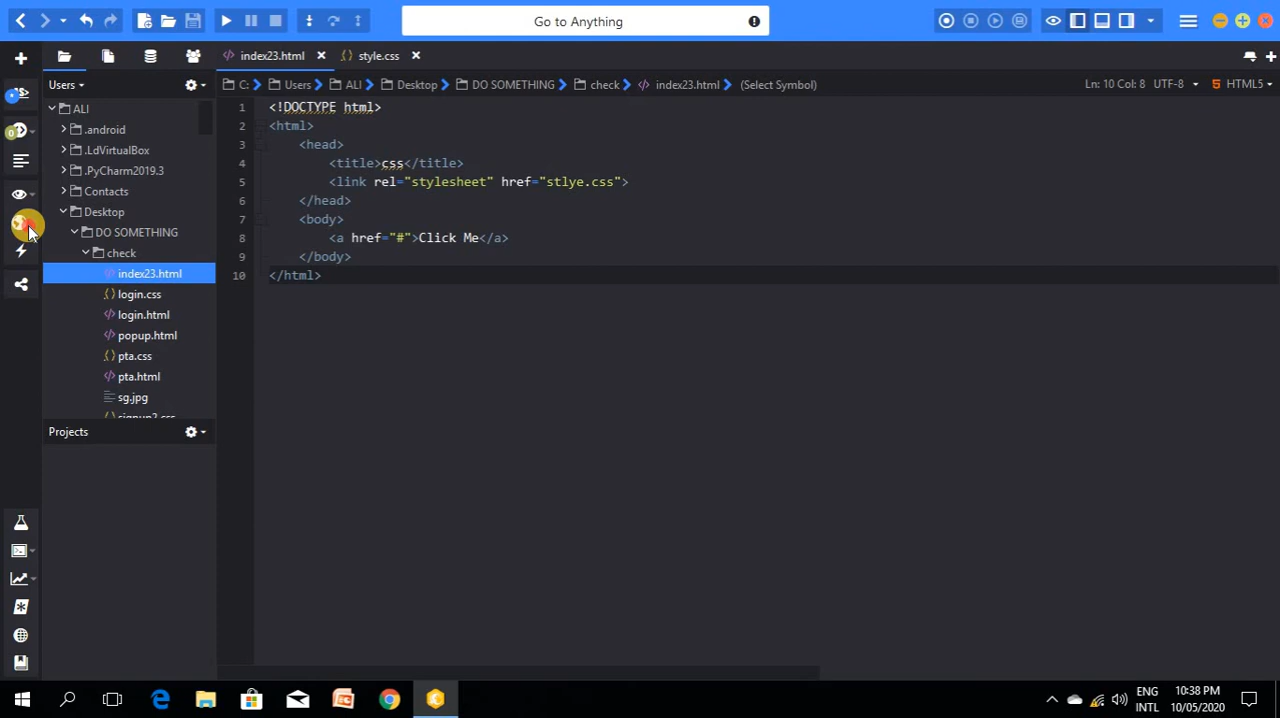 Go to Anything
index23.html
style.css
Users
C:
Users
ALI
Desktop
DO SOMETHING
check
index23.html
(Select Symbol)
Ln: 10 Col: 8
UTF-8
HTML5
ALI
.android
.LdVirtualBox
.PyCharm2019.3
Contacts
Desktop
DO SOMETHING
check
index23.html
login.css
login.html
popup.html
pta.css
pta.html
sg.jpg
signup2.css
Projects
1 <!DOCTYPE html>
2 <html>
3 <head>
4 <title>css</title>
5 <link rel="stylesheet" href="stlye.css">
6 </head>
7 <body>
8 <a href="#">Click Me</a>
9 </body>
10 </html>
0
ENG
INTL
10:38 PM
10/05/2020